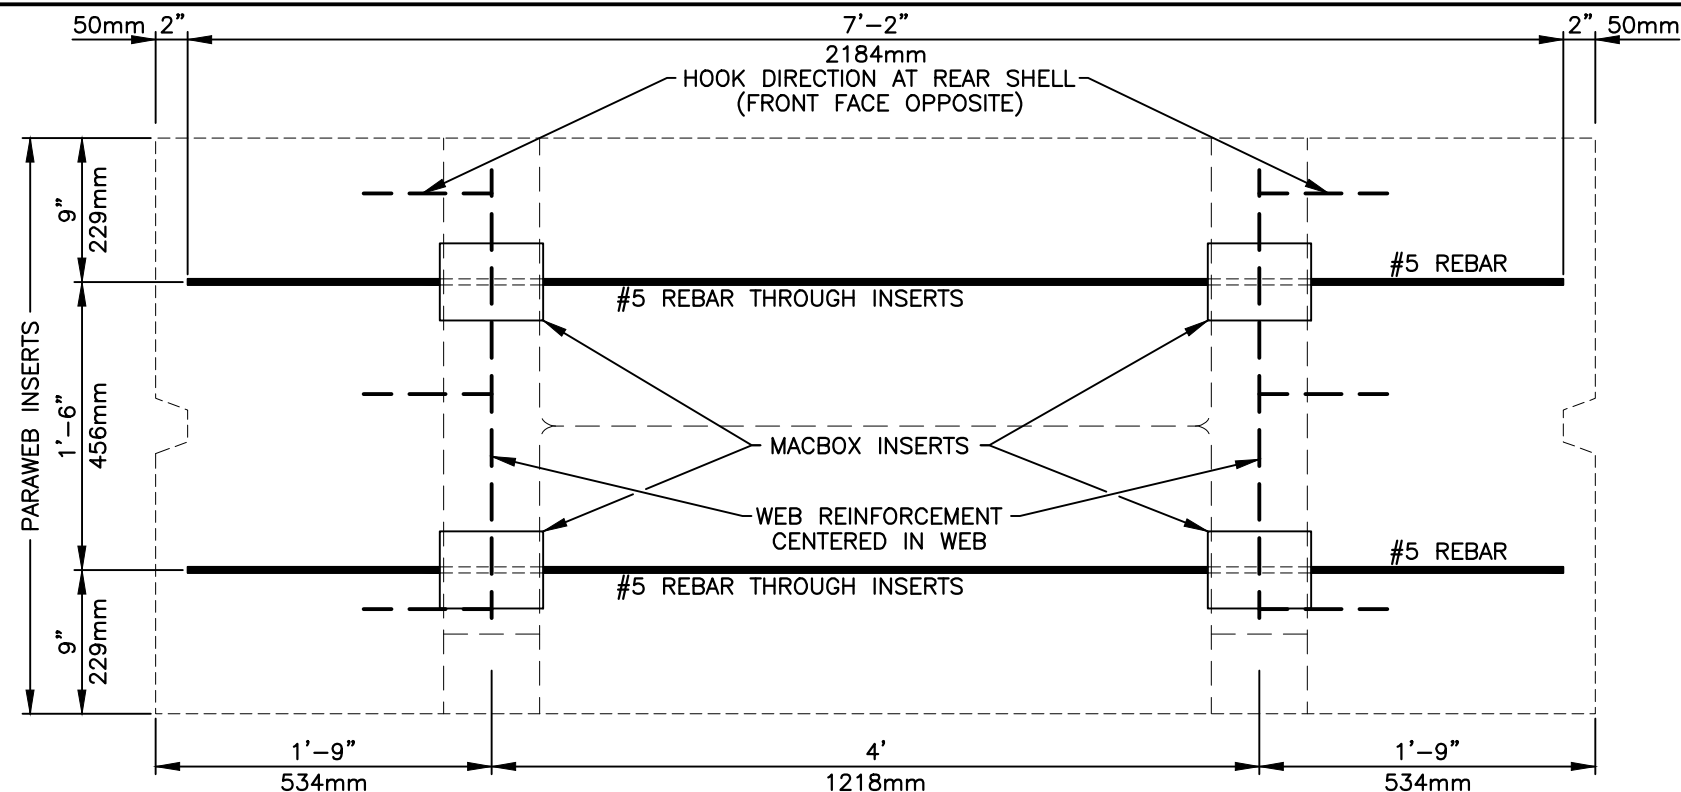 50mm 2” 7’–2” 2” 50mm
2184mm
HOOK DIRECTION AT REAR SHELL
(FRONT FACE OPPOSITE)
9”
229mm
#5 REBAR
#5 REBAR THROUGH INSERTS
PARAWEB INSERTS
1’–6”
456mm
MACBOX INSERTS
WEB REINFORCEMENT
CENTERED IN WEB
#5 REBAR
#5 REBAR THROUGH INSERTS
9”
229mm
1’–9” 4’ 1’–9”
534mm 1218mm 534mm